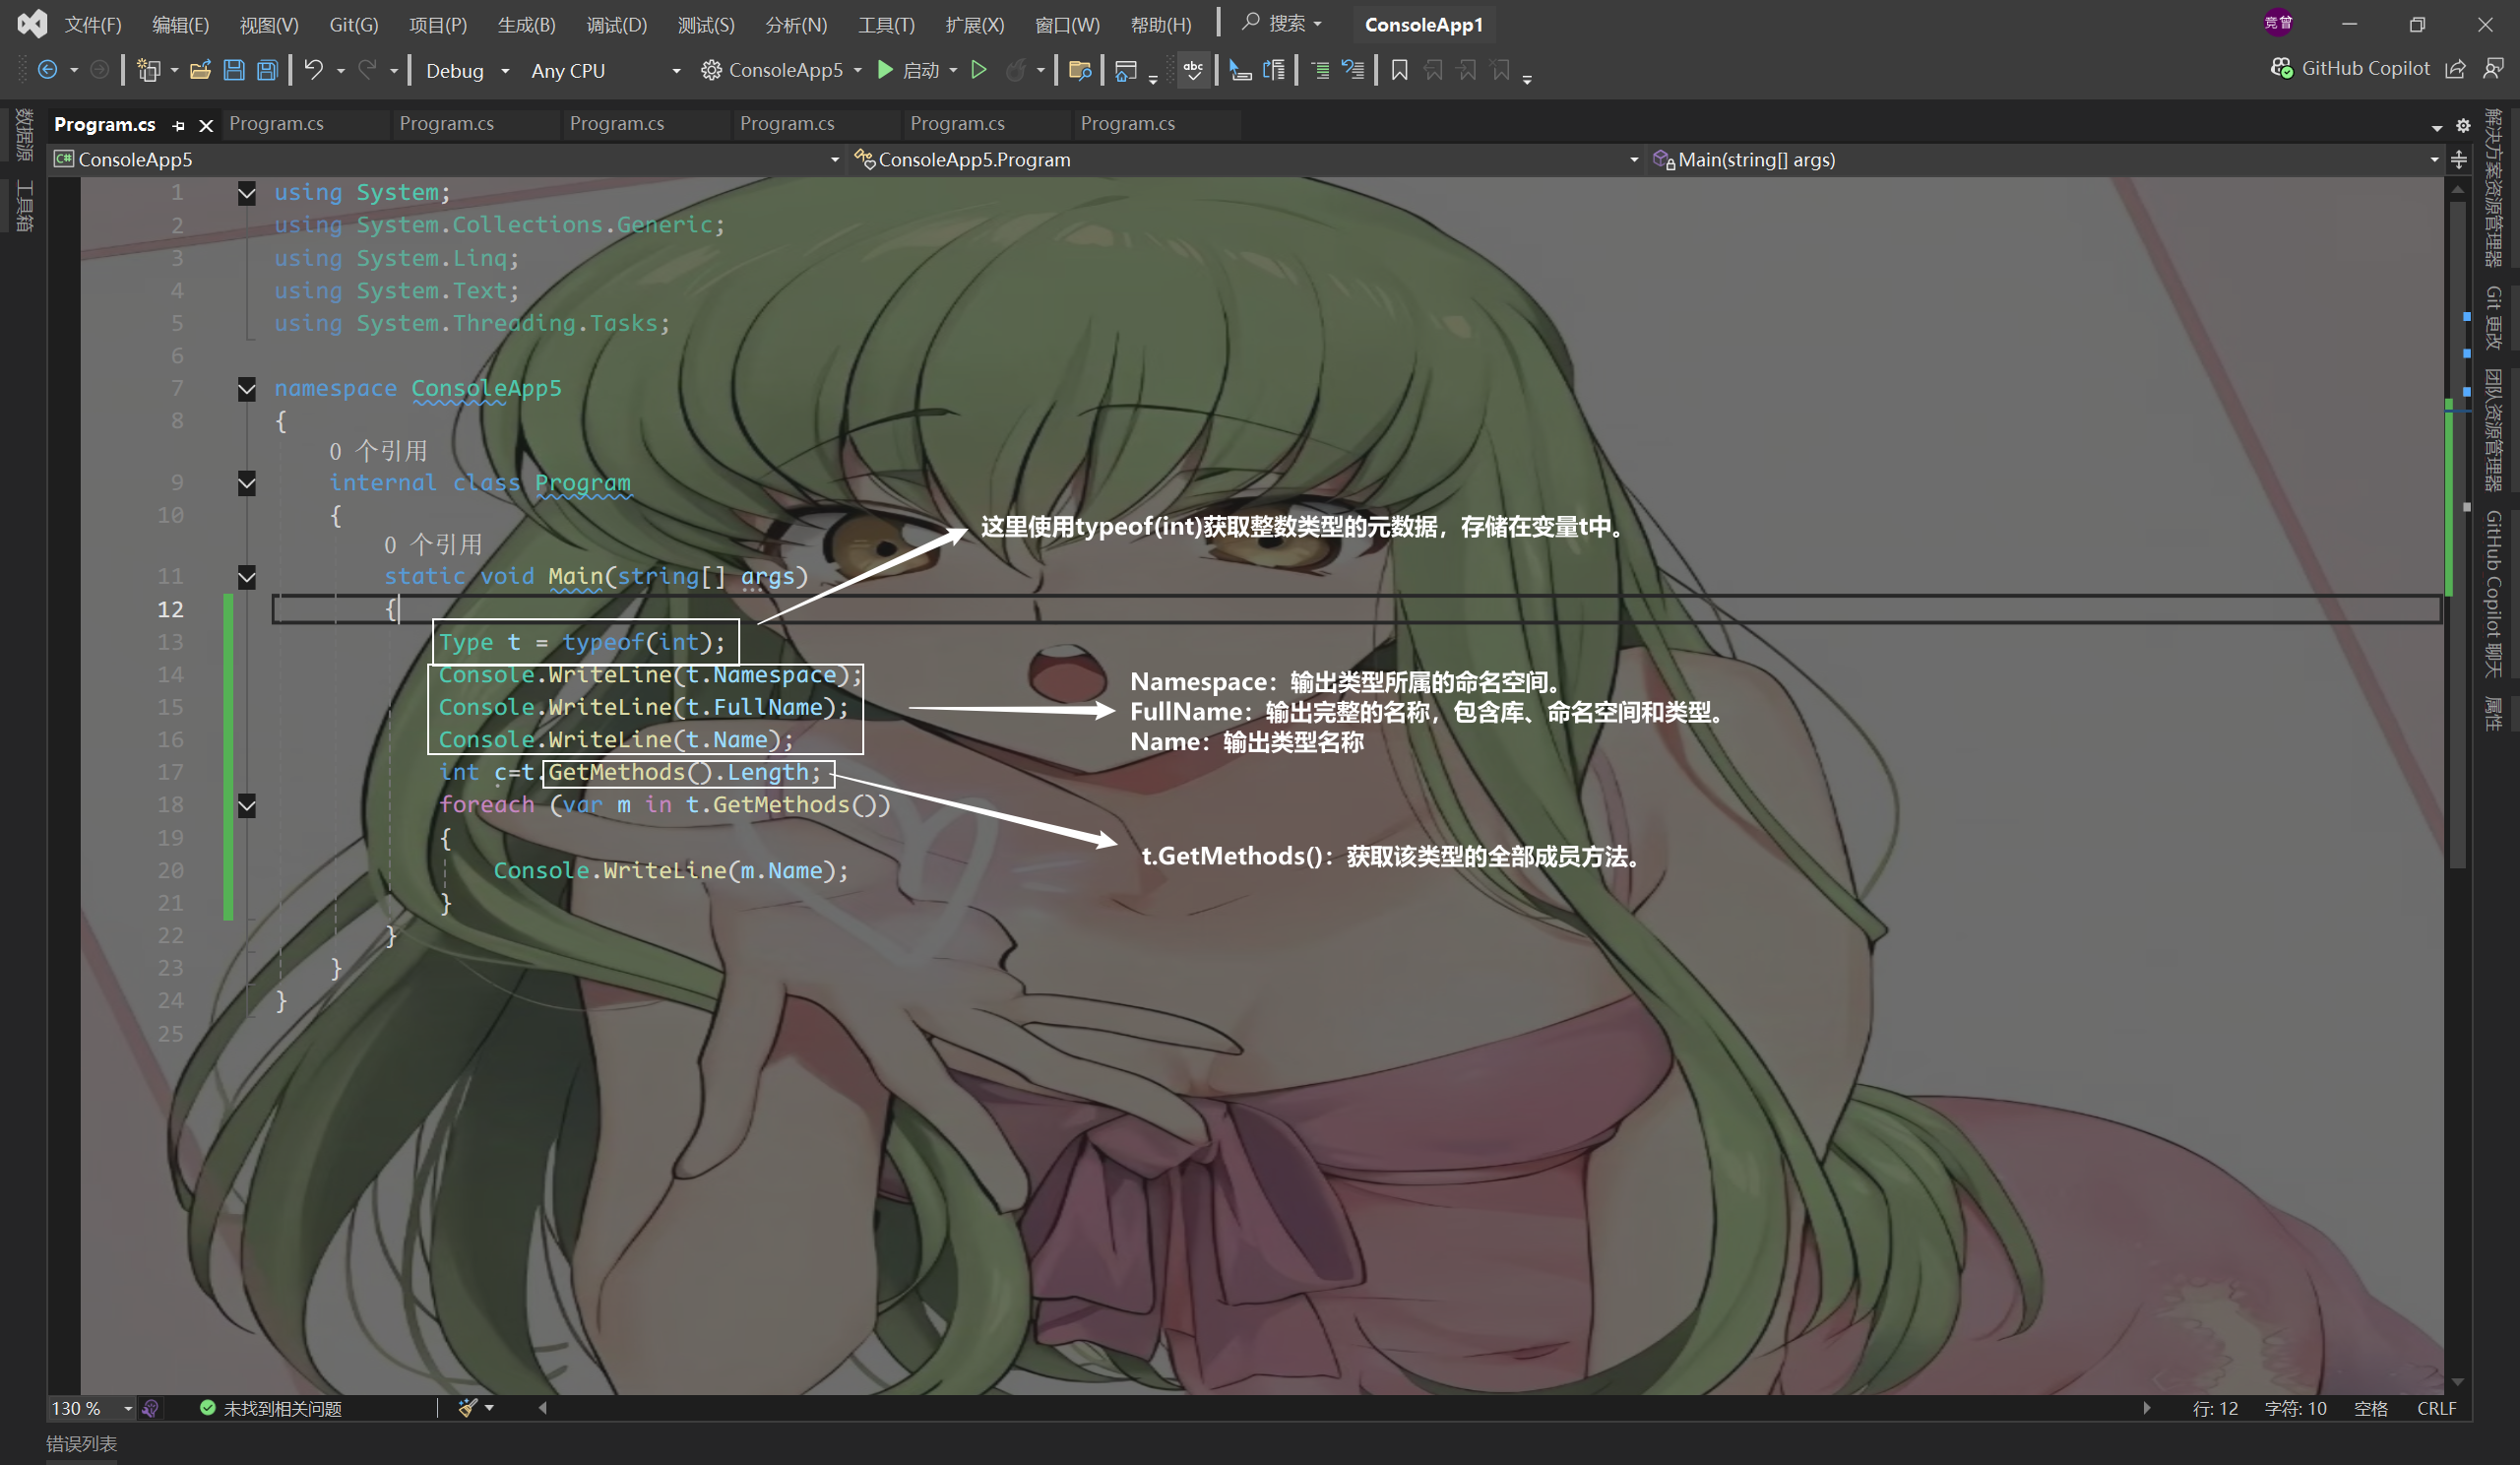 文件(F) 编辑(E) 视图(V) Git(G) 项目(P) 生成(B) 调试(D) 测试(S) 分析(N) 工具(T) 扩展(X) 窗口(W) 帮助(H) 搜索 ConsoleApp1 竞曾
Debug Any CPU ConsoleApp5 启动 abc GitHub Copilot
Program.cs Program.cs Program.cs Program.cs Program.cs Program.cs Program.cs
C# ConsoleApp5 ConsoleApp5.Program Main(string[] args)
数据源
工具箱
1 using System;
2 using System.Collections.Generic;
3 using System.Linq;
4 using System.Text;
5 using System.Threading.Tasks;
6
7 namespace ConsoleApp5
8 {
0 个引用
9 internal class Program
10 {
0 个引用
11 static void Main(string[] args)
12 {
13 Type t = typeof(int);
14 Console.WriteLine(t.Namespace);
15 Console.WriteLine(t.FullName);
16 Console.WriteLine(t.Name);
17 int c=t.GetMethods().Length;
18 foreach (var m in t.GetMethods())
19 {
20 Console.WriteLine(m.Name);
21 }
22 }
23 }
24 }
25
这里使用typeof(int)获取整数类型的元数据，存储在变量t中。
Namespace：输出类型所属的命名空间。
FullName：输出完整的名称，包含库、命名空间和类型。
Name：输出类型名称
t.GetMethods()：获取该类型的全部成员方法。
解决方案资源管理器
Git 更改
团队资源管理器
GitHub Copilot 聊天
属性
130 % 未找到相关问题 行: 12 字符: 10 空格 CRLF
错误列表